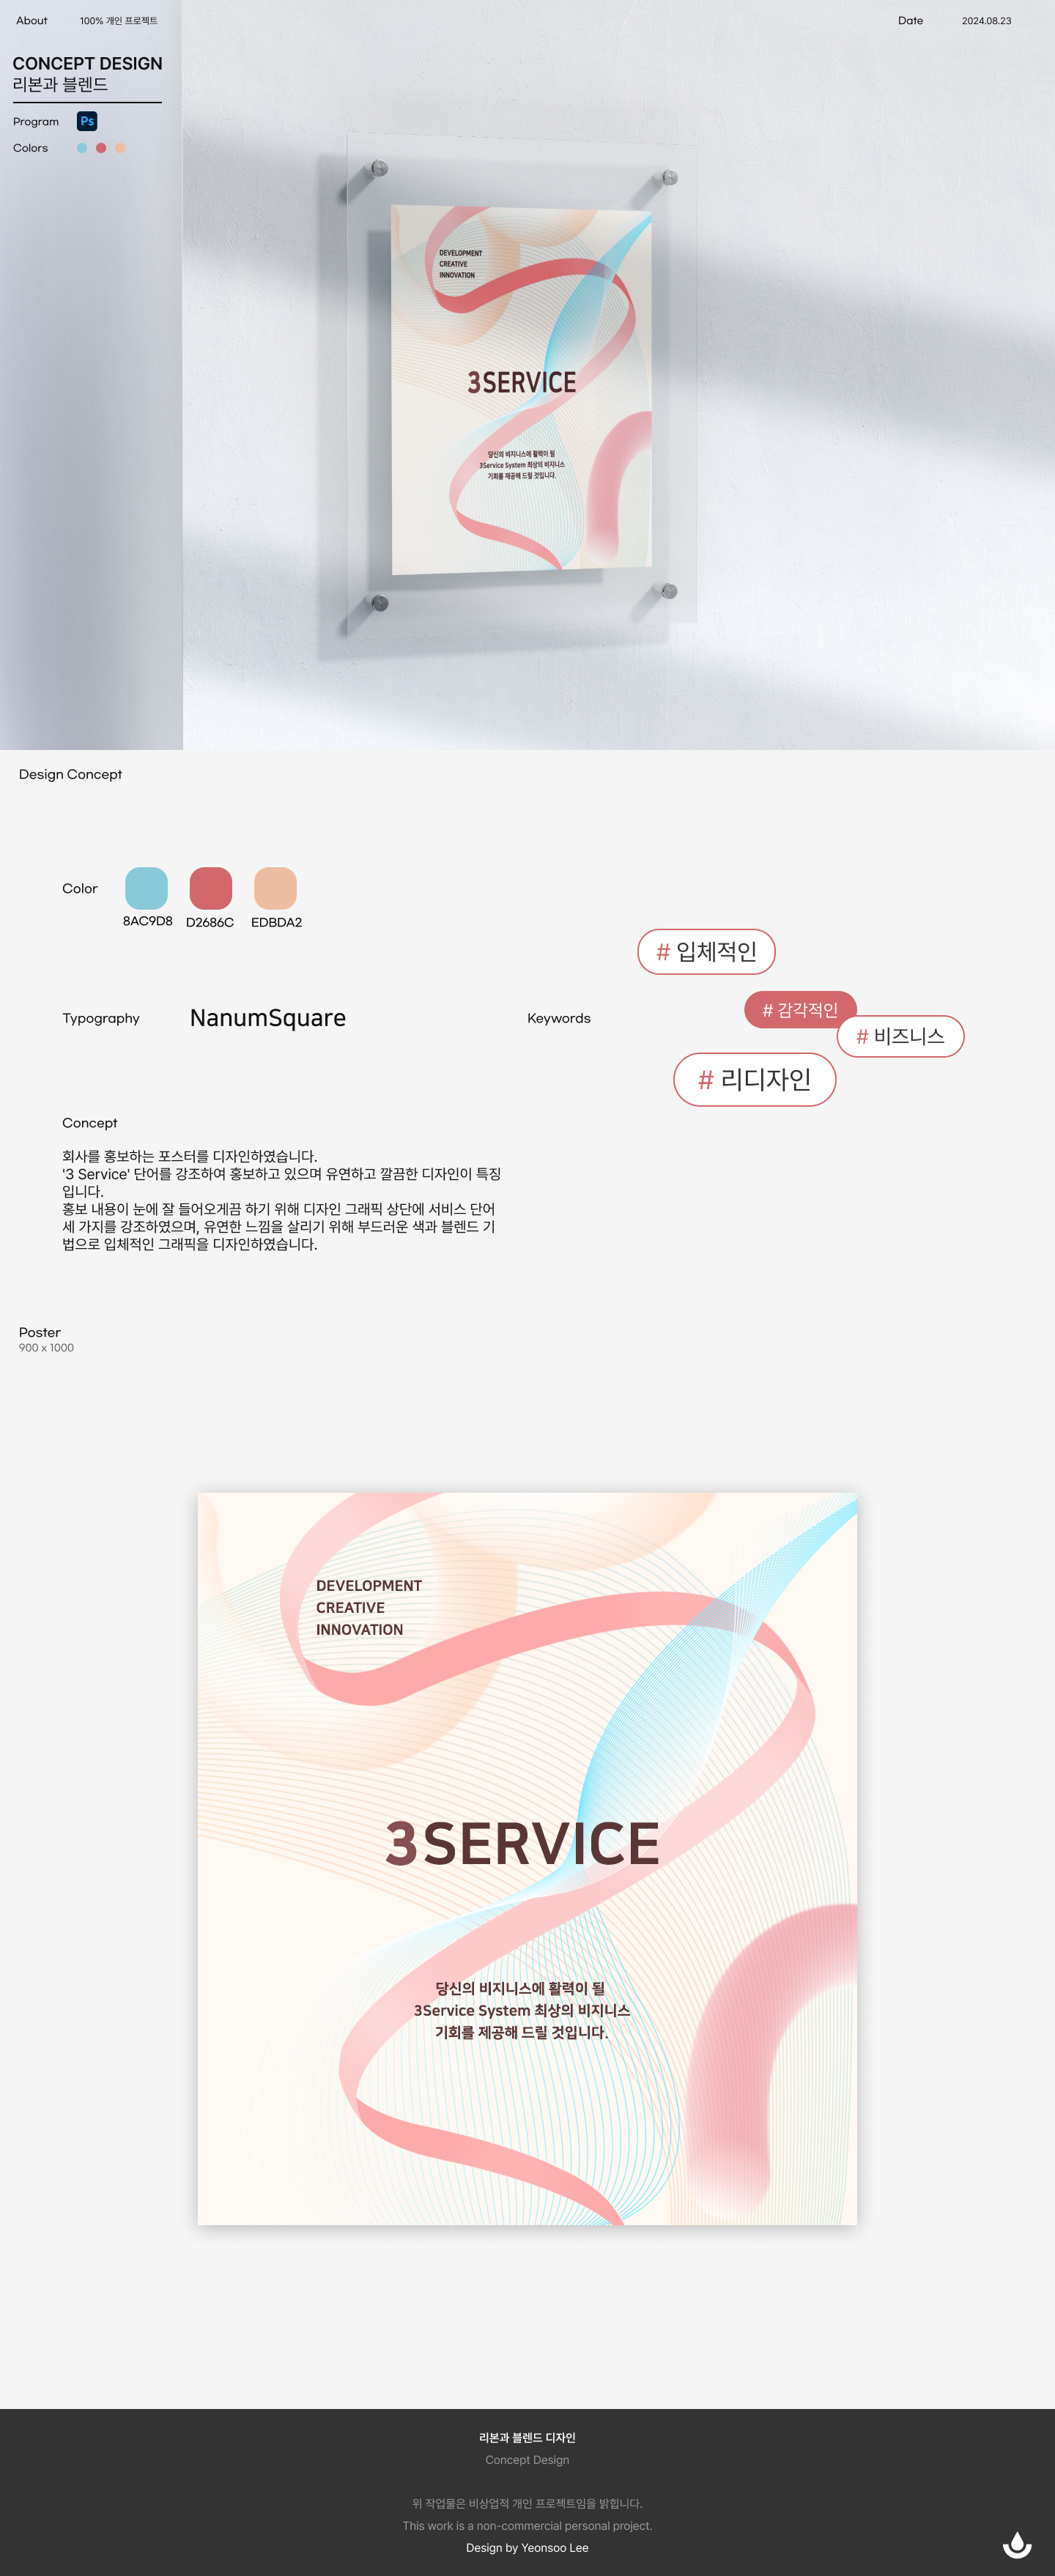 About 100% 개인 프로젝트 Date 2024.08.23
CONCEPT DESIGN
리본과 블렌드
Program Ps
Colors
DEVELOPMENT
CREATIVE
INNOVATION
3SERVICE
당신의 비지니스에 활력이 될
3Service System 최상의 비지니스
기회를 제공해 드릴 것입니다.
Design Concept
Color
8AC9D8 D2686C EDBDA2
Typography NanumSquare
Keywords
# 입체적인
# 감각적인
# 비즈니스
# 리디자인
Concept
회사를 홍보하는 포스터를 디자인하였습니다.
'3 Service' 단어를 강조하여 홍보하고 있으며 유연하고 깔끔한 디자인이 특징
입니다.
홍보 내용이 눈에 잘 들어오게끔 하기 위해 디자인 그래픽 상단에 서비스 단어
세 가지를 강조하였으며, 유연한 느낌을 살리기 위해 부드러운 색과 블렌드 기
법으로 입체적인 그래픽을 디자인하였습니다.
Poster
900 x 1000
DEVELOPMENT
CREATIVE
INNOVATION
3SERVICE
당신의 비지니스에 활력이 될
3Service System 최상의 비지니스
기회를 제공해 드릴 것입니다.
리본과 블렌드 디자인
Concept Design
위 작업물은 비상업적 개인 프로젝트임을 밝힙니다.
This work is a non-commercial personal project.
Design by Yeonsoo Lee